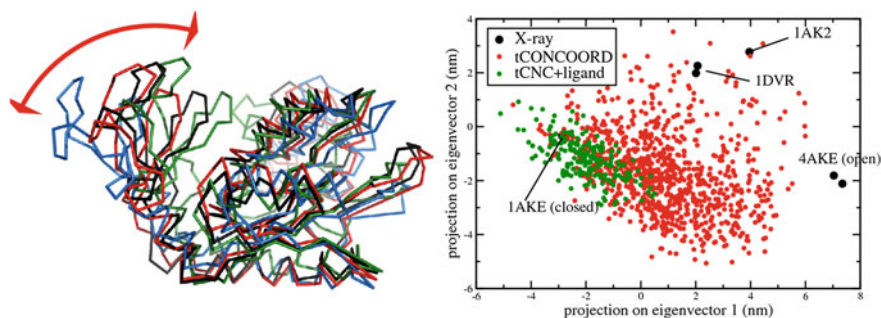 X-ray
tCONCOORD
tCNC+ligand
1AK2
1DVR
4AKE (open)
1AKE (closed)
projection on eigenvector 2 (nm)
4
2
0
-2
-4
-6
-6 -4 -2 0 2 4 6 8
projection on eigenvector 1 (nm)